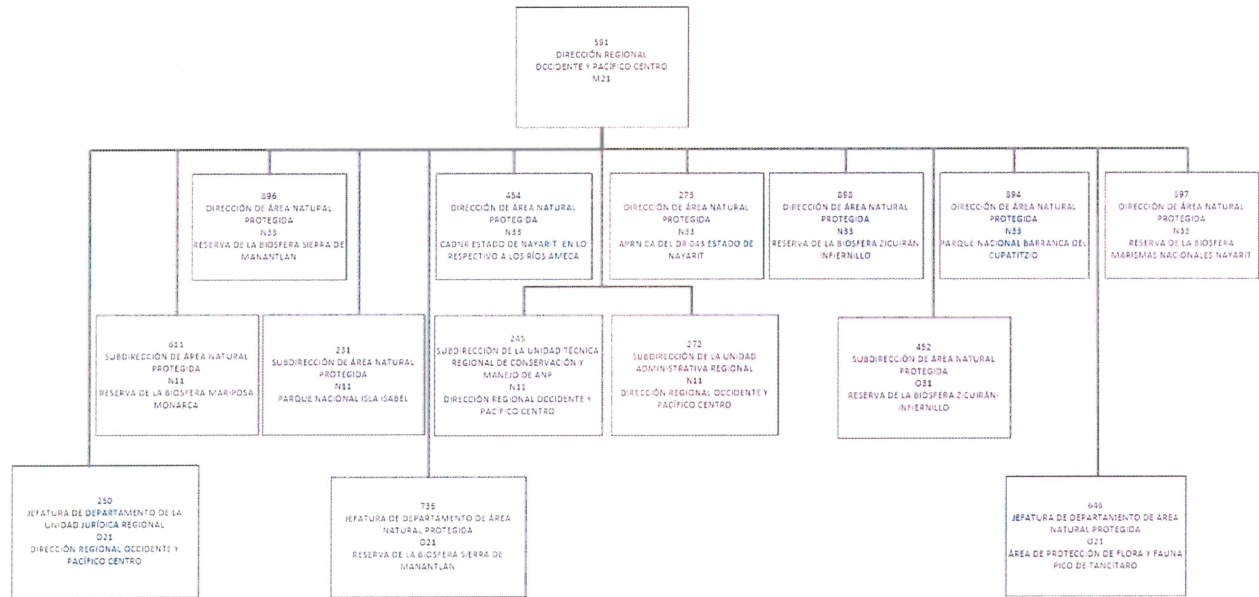 591
DIRECCIÓN REGIONAL
OCCIDENTE Y PACÍFICO CENTRO
M21
896
DIRECCIÓN DE ÁREA NATURAL
PROTEGIDA
N33
RESERVA DE LA BIOSFERA SIERRA DE
MANANTLÁN
454
DIRECCIÓN DE ÁREA NATURAL
PROTEGIDA
N33
CADNR ESTADO DE NAYARIT EN LO
RESPECTIVO A LOS RÍOS AMECA
275
DIRECCIÓN DE ÁREA NATURAL
PROTEGIDA
N33
APRN CA DEL DR 043 ESTADO DE
NAYARIT
898
DIRECCIÓN DE ÁREA NATURAL
PROTEGIDA
N33
RESERVA DE LA BIOSFERA ZICUIRÁN
INFIERNILLO
894
DIRECCIÓN DE ÁREA NATURAL
PROTEGIDA
N33
PARQUE NACIONAL BARRANCA DEL
CUPATITZIO
897
DIRECCIÓN DE ÁREA NATURAL
PROTEGIDA
N33
RESERVA DE LA BIOSFERA
MARISMAS NACIONALES NAYARIT
611
SUBDIRECCIÓN DE ÁREA NATURAL
PROTEGIDA
N11
RESERVA DE LA BIOSFERA MARIPOSA
MONARCA
231
SUBDIRECCIÓN DE ÁREA NATURAL
PROTEGIDA
N11
PARQUE NACIONAL ISLA ISABEL
245
SUBDIRECCIÓN DE LA UNIDAD TÉCNICA
REGIONAL DE CONSERVACIÓN Y
MANEJO DE ANP
N11
DIRECCIÓN REGIONAL OCCIDENTE Y
PACÍFICO CENTRO
272
SUBDIRECCIÓN DE LA UNIDAD
ADMINISTRATIVA REGIONAL
N11
DIRECCIÓN REGIONAL OCCIDENTE Y
PACÍFICO CENTRO
452
SUBDIRECCIÓN DE ÁREA NATURAL
PROTEGIDA
O31
RESERVA DE LA BIOSFERA ZICUIRÁN-
INFIERNILLO
250
JEFATURA DE DEPARTAMENTO DE LA
UNIDAD JURÍDICA REGIONAL
O21
DIRECCIÓN REGIONAL OCCIDENTE Y
PACÍFICO CENTRO
736
JEFATURA DE DEPARTAMENTO DE ÁREA
NATURAL PROTEGIDA
O21
RESERVA DE LA BIOSFERA SIERRA DE
MANANTLÁN
646
JEFATURA DE DEPARTAMENTO DE ÁREA
NATURAL PROTEGIDA
O21
ÁREA DE PROTECCIÓN DE FLORA Y FAUNA
PICO DE TANCÍTARO